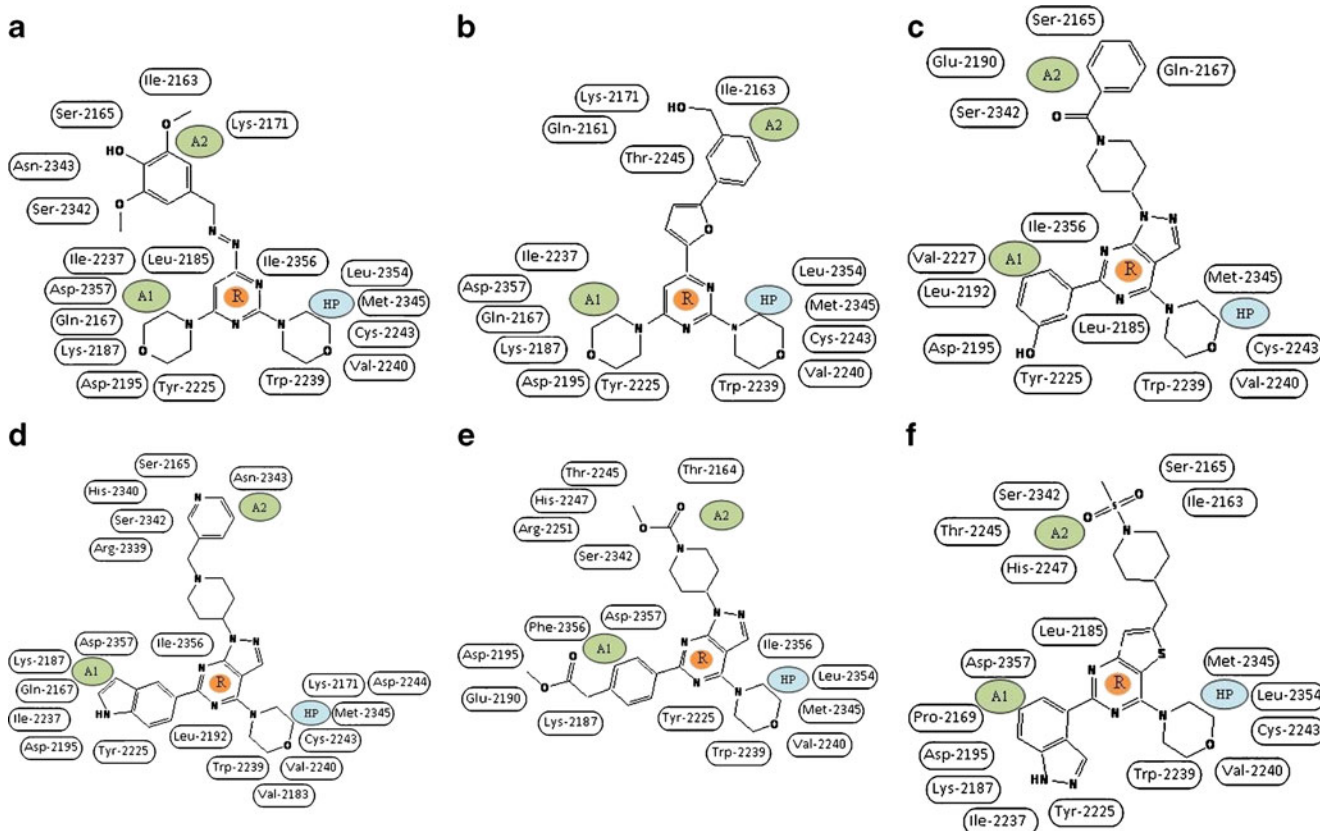 a
Ile-2163
Ser-2165
Lys-2171
A2
HO
O
Asn-2343
Ser-2342
O
N
N
Ile-2237
Leu-2185
Ile-2356
Leu-2354
Asp-2357
A1
R
N
HP
Met-2345
Gln-2167
N
N
N
Cys-2243
Lys-2187
O
O
Val-2240
Asp-2195
Tyr-2225
Trp-2239
b
Lys-2171
HO
Ile-2163
Gln-2161
A2
Thr-2245
O
Ile-2237
Leu-2354
Asp-2357
A1
R
N
HP
Met-2345
Gln-2167
N
N
N
Cys-2243
Lys-2187
O
O
Val-2240
Asp-2195
Tyr-2225
Trp-2239
c
Ser-2165
Glu-2190
A2
Gln-2167
Ser-2342
O
N
Ile-2356
N
N
Val-2227
A1
N
R
Met-2345
Leu-2192
N
N
HP
Leu-2185
O
Cys-2243
Asp-2195
HO
Tyr-2225
Trp-2239
Val-2240
d
Ser-2165
Asn-2343
His-2340
N
A2
Ser-2342
Arg-2339
N
Asp-2357
Ile-2356
N
N
Lys-2187
A1
N
R
Lys-2171
Asp-2244
Gln-2167
N
N
HP
Met-2345
Ile-2237
HN
Leu-2192
O
Cys-2243
Asp-2195
Tyr-2225
Trp-2239
Val-2240
Val-2183
e
Thr-2245
Thr-2164
His-2247
O
O
A2
Arg-2251
Ser-2342
N
Phe-2356
Asp-2357
N
N
A1
N
R
Ile-2356
Asp-2195
O
N
N
HP
Leu-2354
Glu-2190
O
O
Met-2345
Lys-2187
Tyr-2225
Val-2240
Trp-2239
f
Ser-2165
Ser-2342
S
O
Ile-2163
Thr-2245
A2
O
N
His-2247
Leu-2185
S
Asp-2357
N
R
Met-2345
A1
HP
Leu-2354
Pro-2169
N
N
Cys-2243
Asp-2195
O
Lys-2187
HN
N
Trp-2239
Val-2240
Ile-2237
Tyr-2225